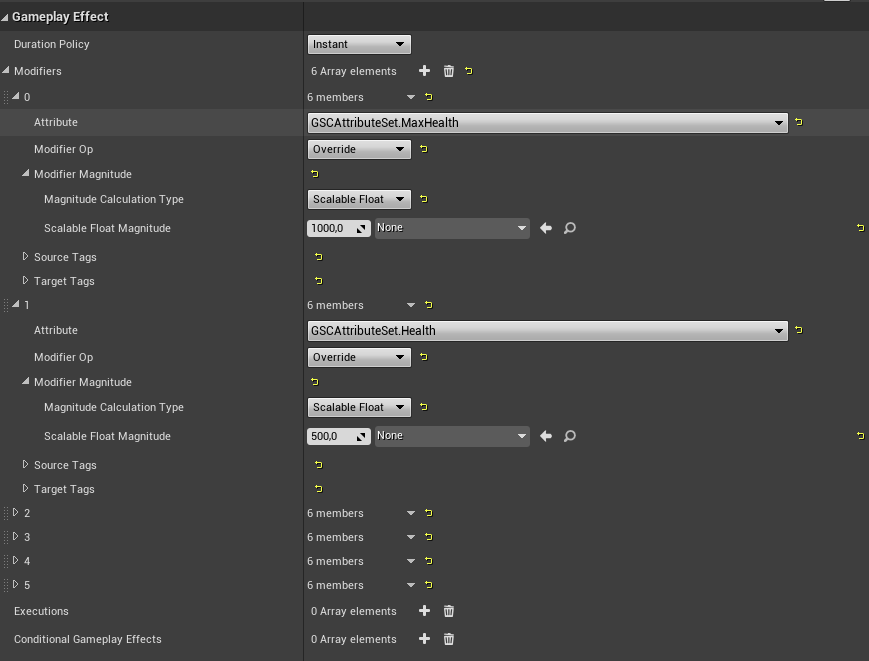 Gameplay Effect
Duration Policy Instant
Modifiers 6 Array elements
0 6 members
Attribute GSCAttributeSet.MaxHealth
Modifier Op Override
Modifier Magnitude
Magnitude Calculation Type Scalable Float
Scalable Float Magnitude 1000,0 None
Source Tags
Target Tags
1 6 members
Attribute GSCAttributeSet.Health
Modifier Op Override
Modifier Magnitude
Magnitude Calculation Type Scalable Float
Scalable Float Magnitude 500,0 None
Source Tags
Target Tags
2 6 members
3 6 members
4 6 members
5 6 members
Executions 0 Array elements
Conditional Gameplay Effects 0 Array elements